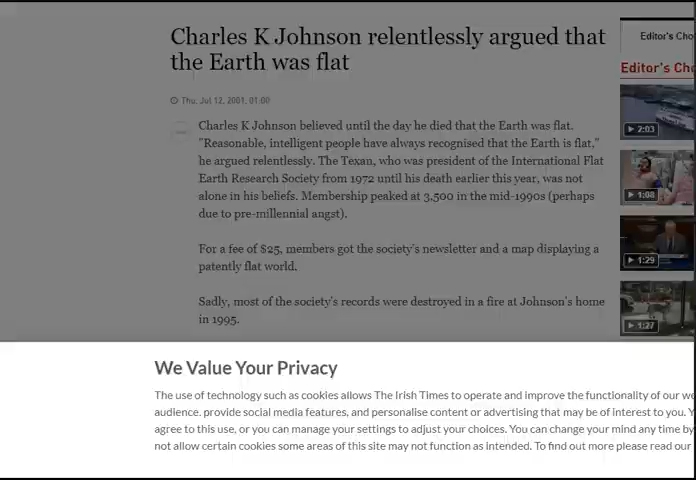 Charles K Johnson relentlessly argued that
the Earth was flat
Editor's Cho
Editor's Cho
Thu, Jul 12, 2001, 01:00
Charles K Johnson believed until the day he died that the Earth was flat.
"Reasonable, intelligent people have always recognised that the Earth is flat,"
he argued relentlessly. The Texan, who was president of the International Flat
Earth Research Society from 1972 until his death earlier this year, was not
alone in his beliefs. Membership peaked at 3,500 in the mid-1990s (perhaps
due to pre-millennial angst).
2:03
1:08
For a fee of $25, members got the society's newsletter and a map displaying a
patently flat world.
1:29
Sadly, most of the society's records were destroyed in a fire at Johnson's home
in 1995.
1:27
We Value Your Privacy
The use of technology such as cookies allows The Irish Times to operate and improve the functionality of our we
audience. provide social media features, and personalise content or advertising that may be of interest to you. Y
agree to this use, or you can manage your settings to adjust your choices. You can change your mind any time by
not allow certain cookies some areas of this site may not function as intended. To find out more please read our